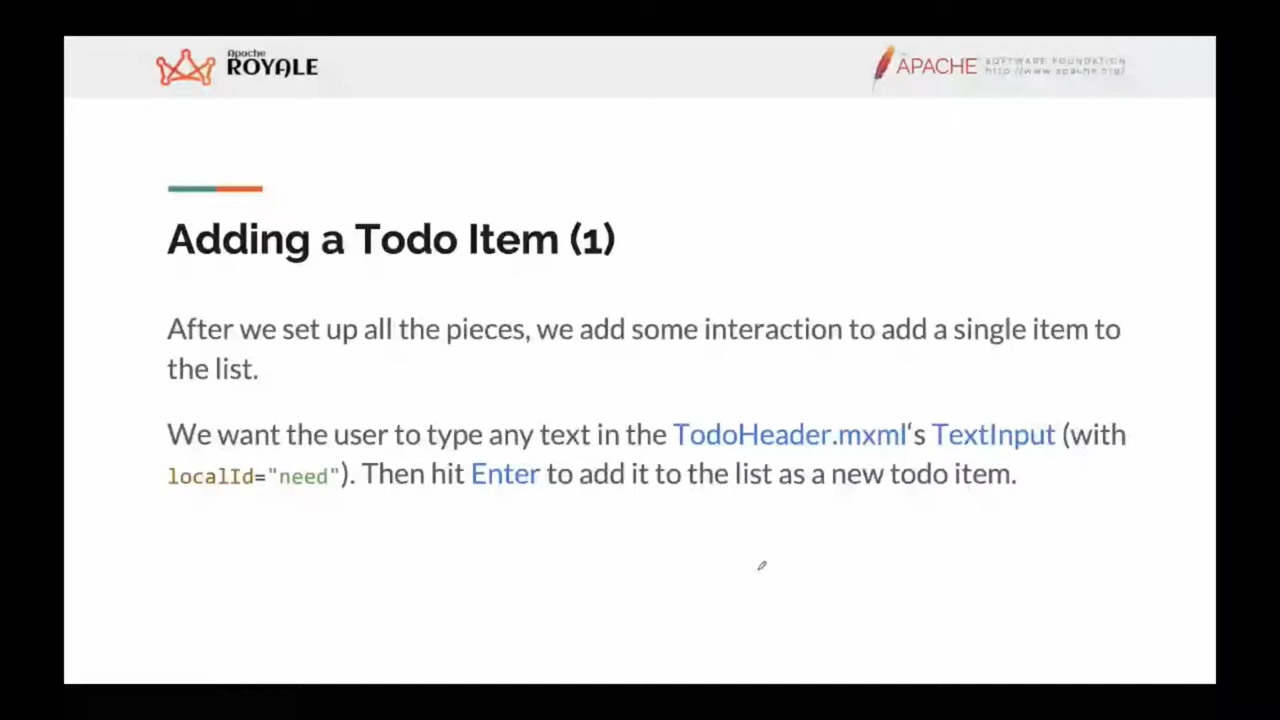 Apache
ROYALE
APACHE
SOFTWARE FOUNDATION
http://www.apache.org/
Adding a Todo Item (1)
After we set up all the pieces, we add some interaction to add a single item to
the list.
We want the user to type any text in the TodoHeader.mxml‘s TextInput (with
localId="need"). Then hit Enter to add it to the list as a new todo item.